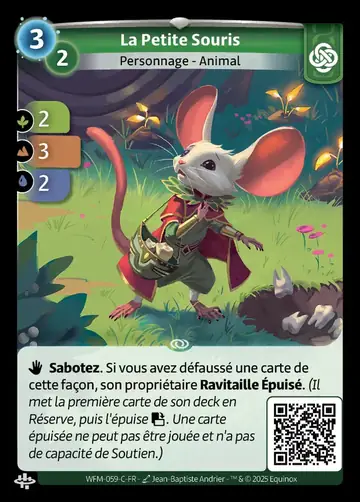 3
2
La Petite Souris
Personnage - Animal
2
3
2
Sabotez. Si vous avez défaussé une carte de
cette façon, son propriétaire Ravitaille Épuisé. (Il
met la première carte de son deck en
Réserve, puis l'épuise. Une carte
épuisée ne peut pas être jouée et n'a pas
de capacité de Soutien.)
WFM-059-C-FR - Jean-Baptiste Andrier - ™ & © 2025 Equinox